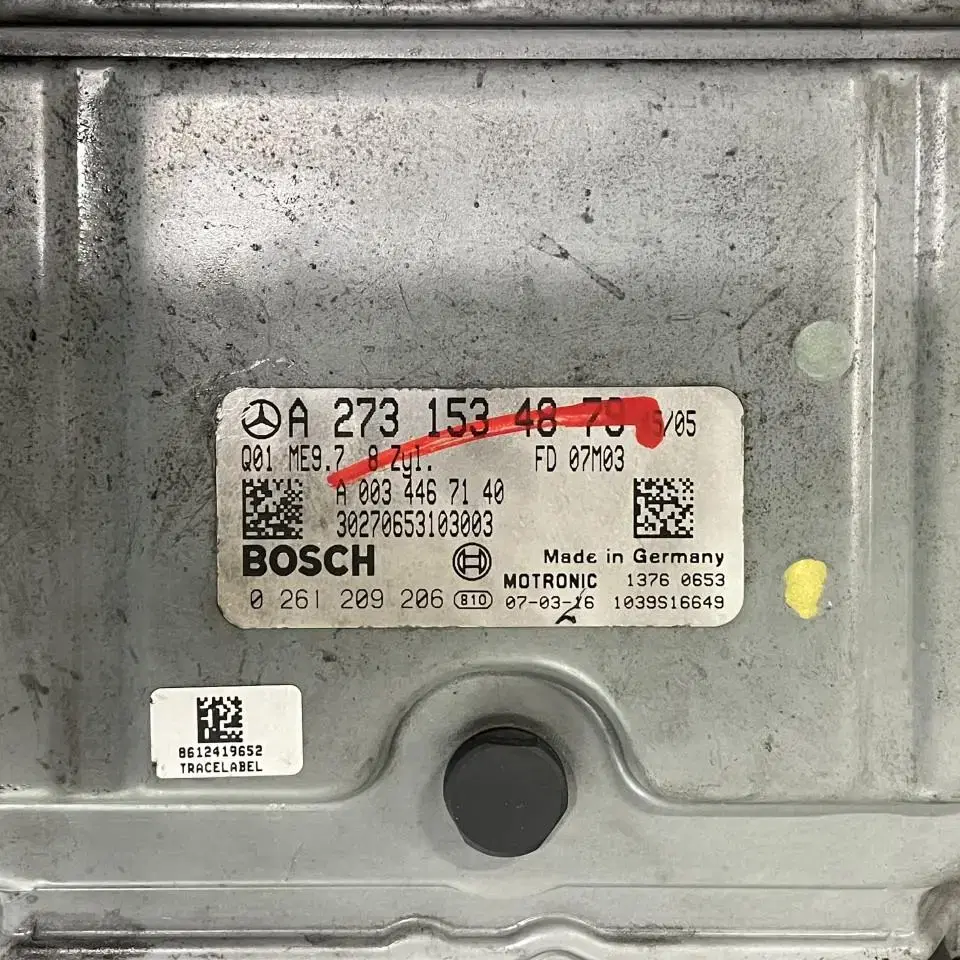 A 273 153 48 79 5/05
Q01 ME9.7 8 Zyl. FD 07M03
A 003 446 71 40
30270653103003
BOSCH
Made in Germany
MOTRONIC 1376 0653
0 261 209 206 810 07-03-16 1039S16649
8612419652
TRACELABEL